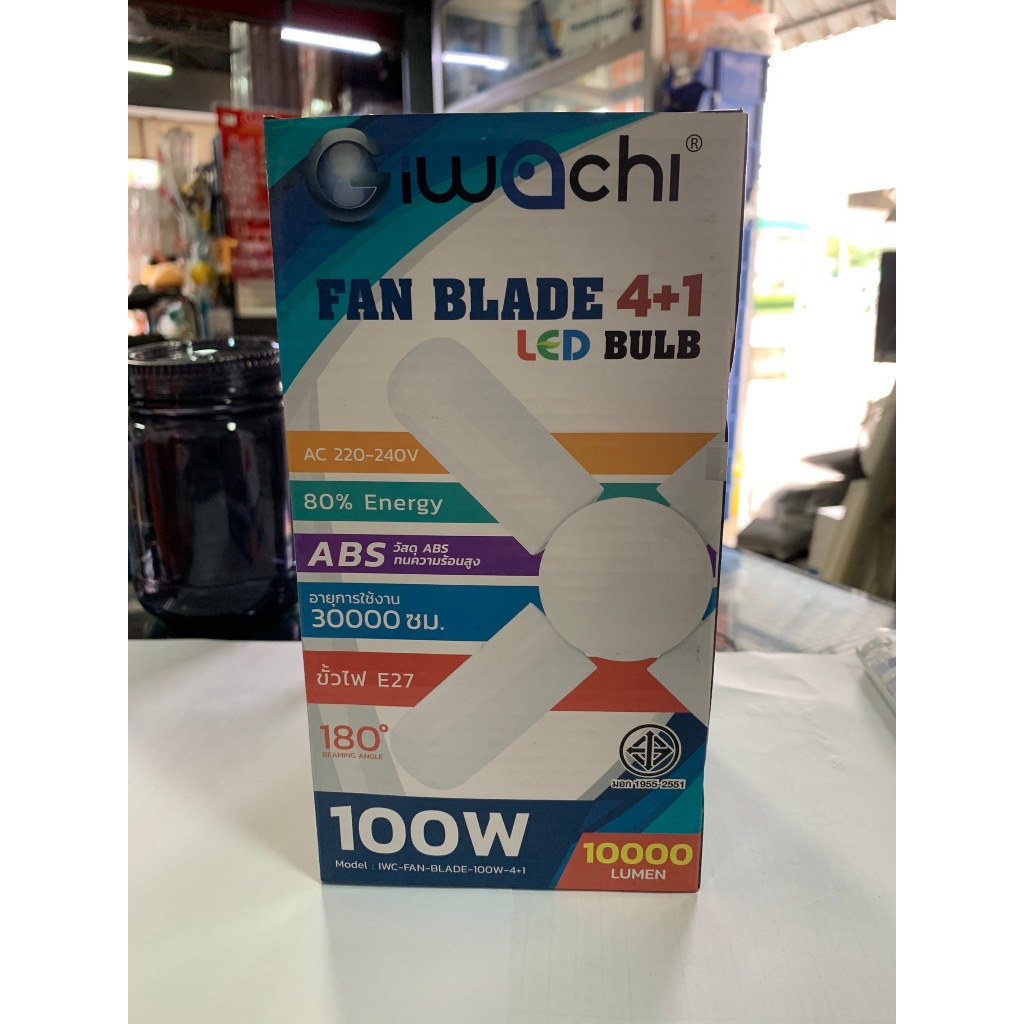 iwachi®
FAN BLADE 4+1
LED BULB
AC 220-240V
80% Energy
ABS วัสดุ ABS
ทนความร้อนสูง
อายุการใช้งาน
30000 ชม.
ขั้วไฟ E27
180°
BEAMING ANGLE
มอก 1955-2551
100W
Model : IWC-FAN-BLADE-100W-4+1
10000
LUMEN